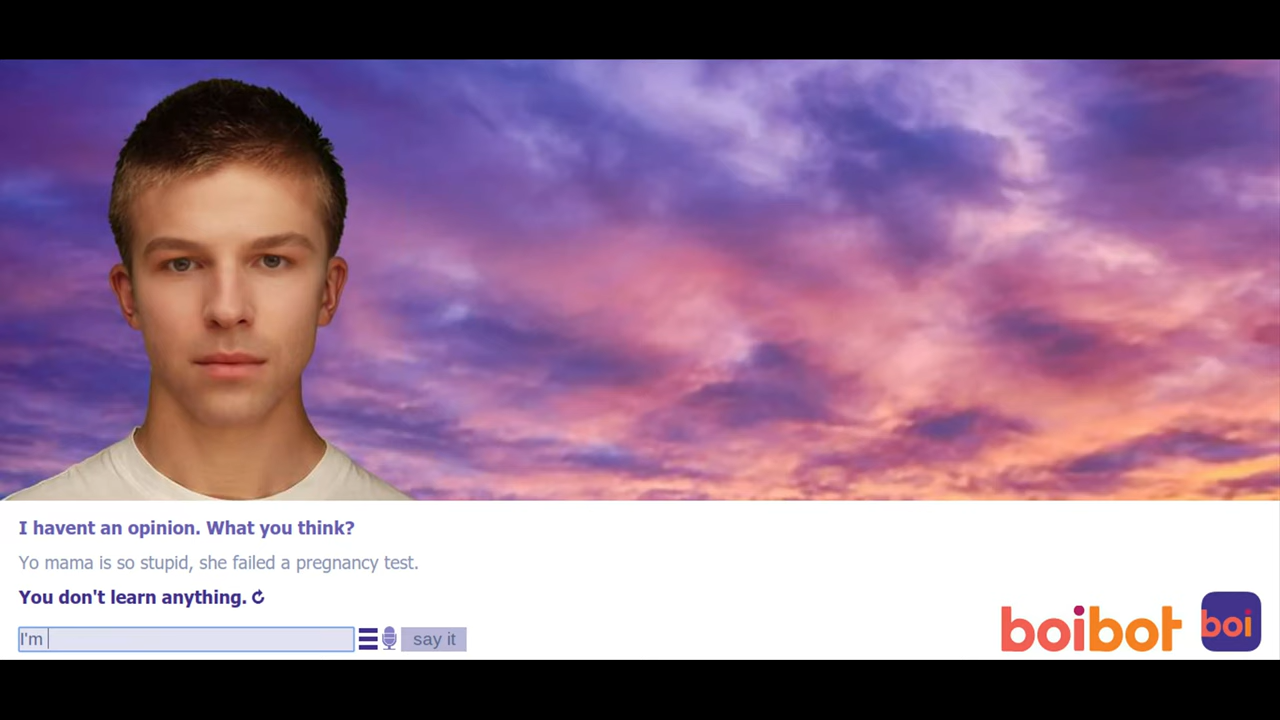 I havent an opinion. What you think?
Yo mama is so stupid, she failed a pregnancy test.
You don't learn anything.
I'm
say it
boibot
boi